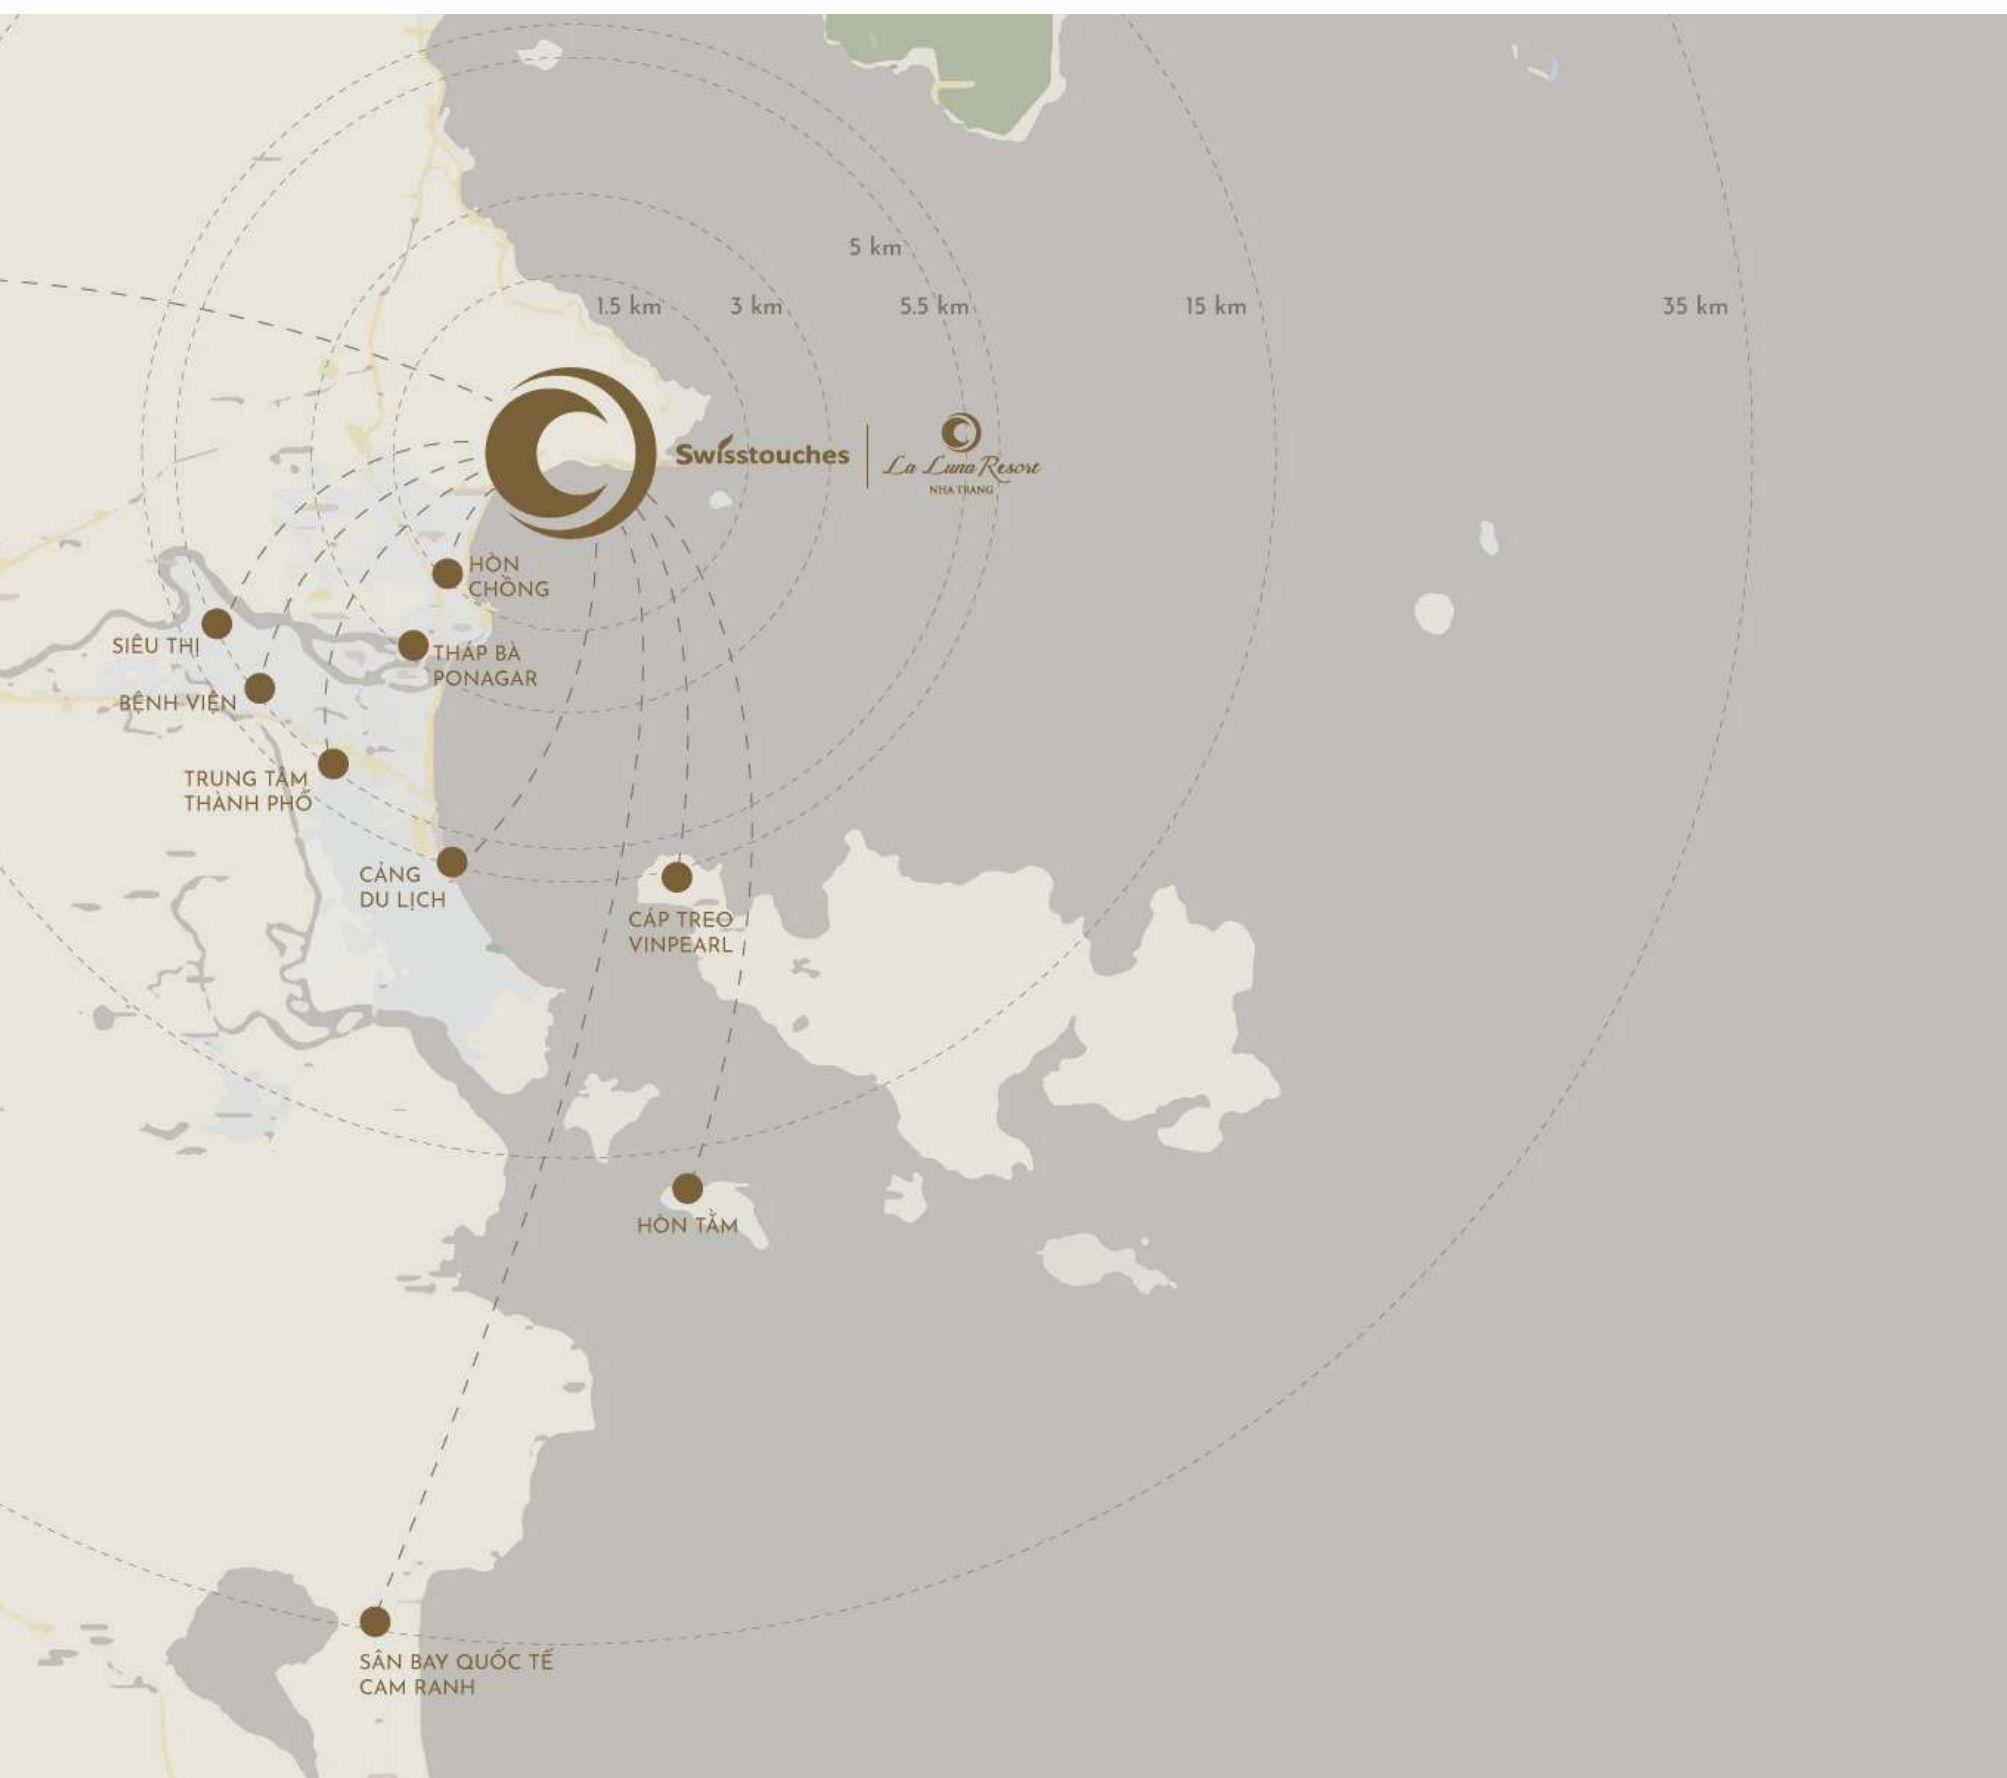 5 km
1.5 km
3 km
5.5 km
15 km
35 km
Swisstouches
La Luna Resort
NHA TRANG
HÒN
CHỒNG
SIÊU THỊ
THÁP BÀ
PONAGAR
BỆNH VIỆN
TRUNG TÂM
THÀNH PHỐ
CẢNG
DU LỊCH
CÁP TREO
VINPEARL
HÒN TẰM
SÂN BAY QUỐC TẾ
CAM RANH